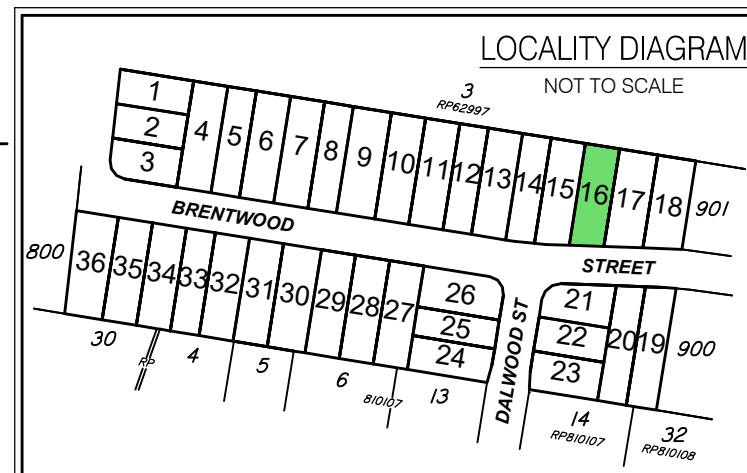 LOCALITY DIAGRAM
NOT TO SCALE
3
RP62997
1
2
3
4 5 6 7 8 9 10 11 12 13 14 15 16 17 18 901
BRENTWOOD
STREET
800
36 35 34 33 32 31 30 29 28 27
26
25
24
DALWOOD ST
21
22
23
20 19 900
30
RP
4
5
6
810107
13
14
RP810107
32
RP810108